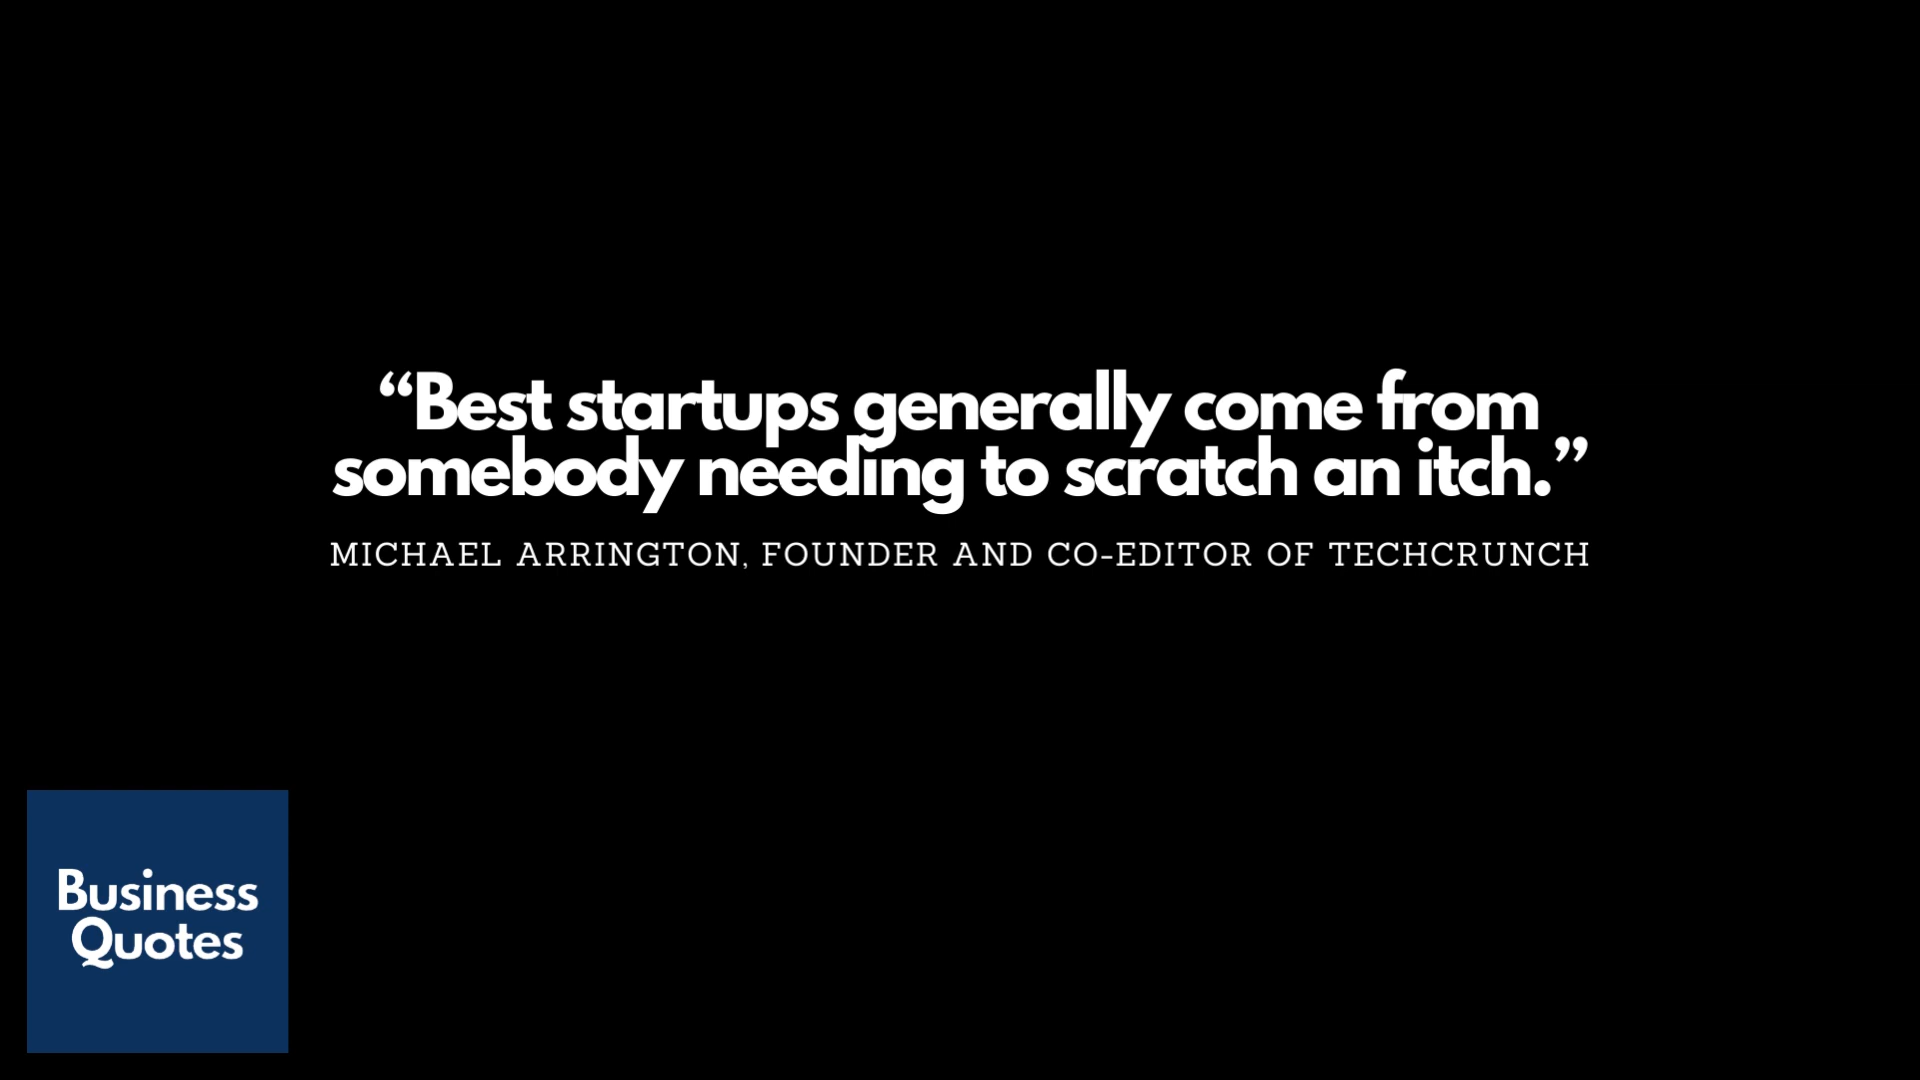 “Best startups generally come from
somebody needing to scratch an itch.”
MICHAEL ARRINGTON, FOUNDER AND CO-EDITOR OF TECHCRUNCH
Business
Quotes